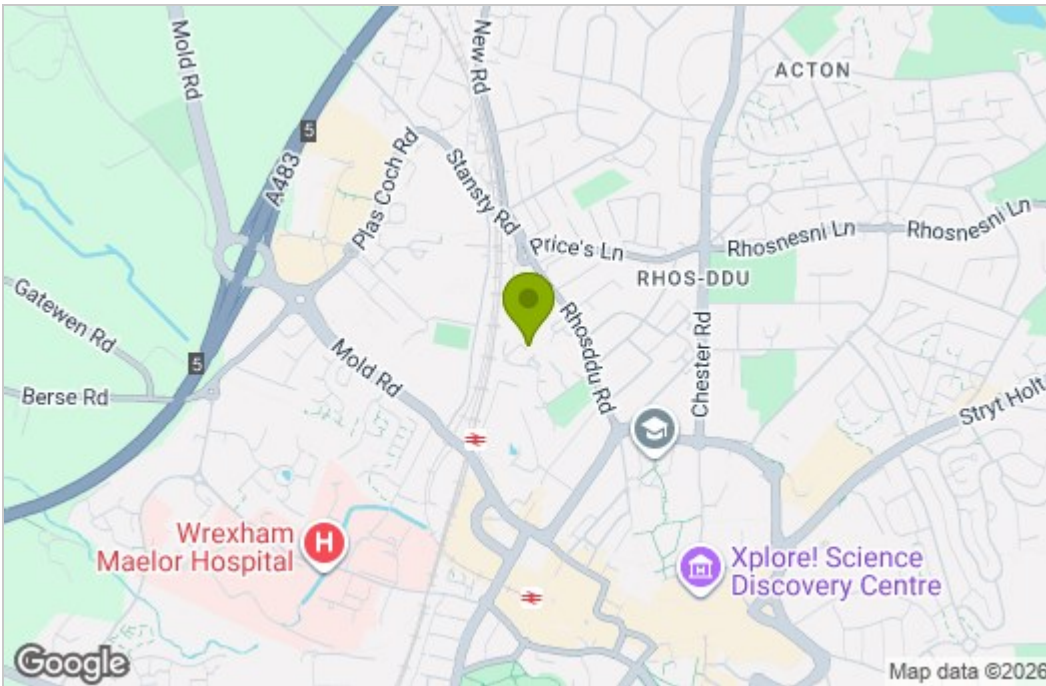 Mold Rd
New Rd
ACTON
5
A483
Plas Coch Rd
Stansty Rd
Price's Ln
Rhosnesni Ln
Rhosnesni Ln
RHOS-DDU
Gatewen Rd
Rhosddu Rd
Chester Rd
5
Mold Rd
Berse Rd
Stryt Holt
Wrexham
Maelor Hospital
H
Xplore! Science
Discovery Centre
Google
Map data ©2026